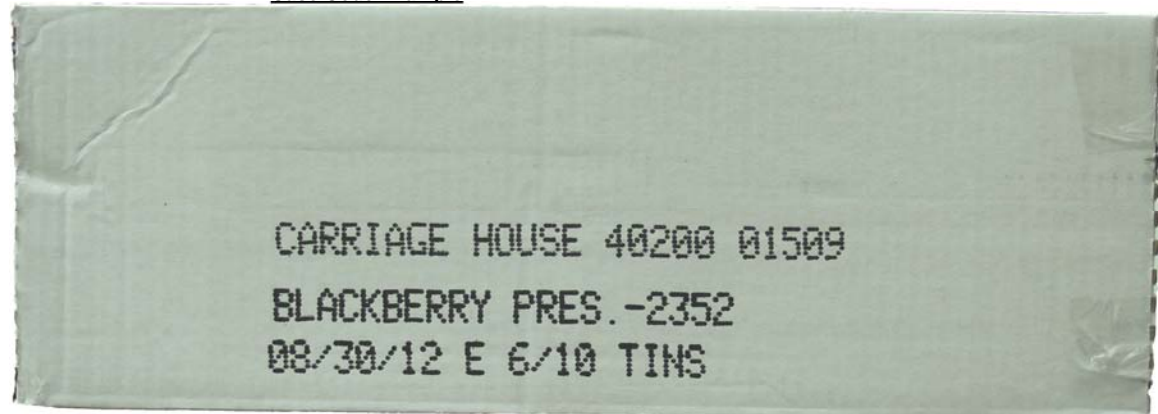 CARRIAGE HOUSE 40200 01509
BLACKBERRY PRES.-2352
08/30/12 E 6/10 TINS